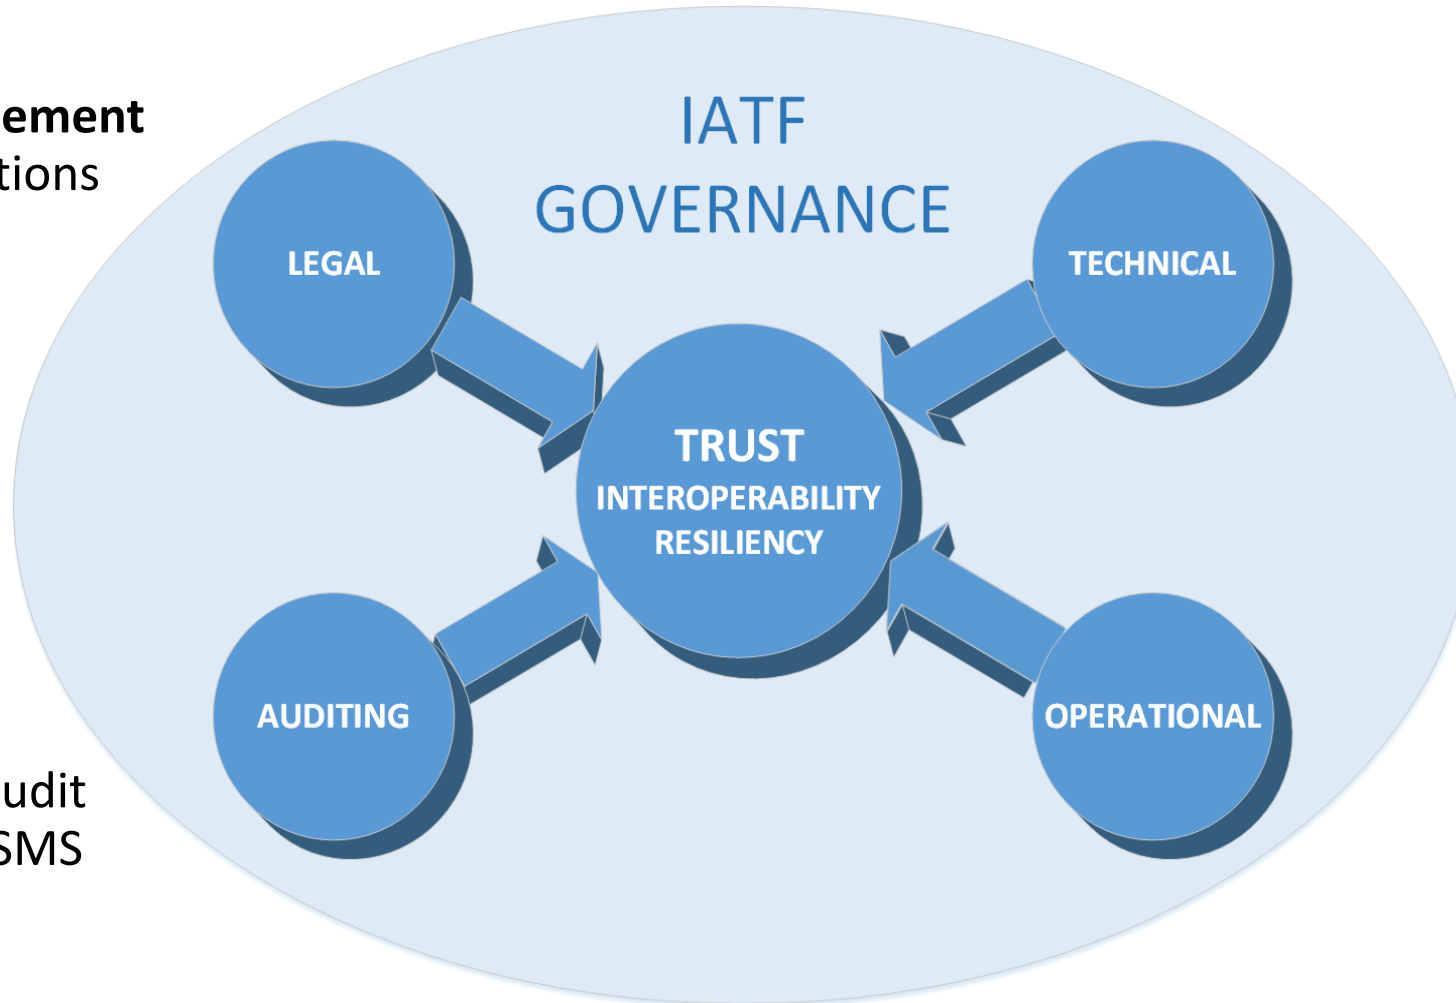 IATF
GOVERNANCE
ement
tions
LEGAL
TECHNICAL
TRUST
INTEROPERABILITY
RESILIENCY
AUDITING
OPERATIONAL
udit
SMS